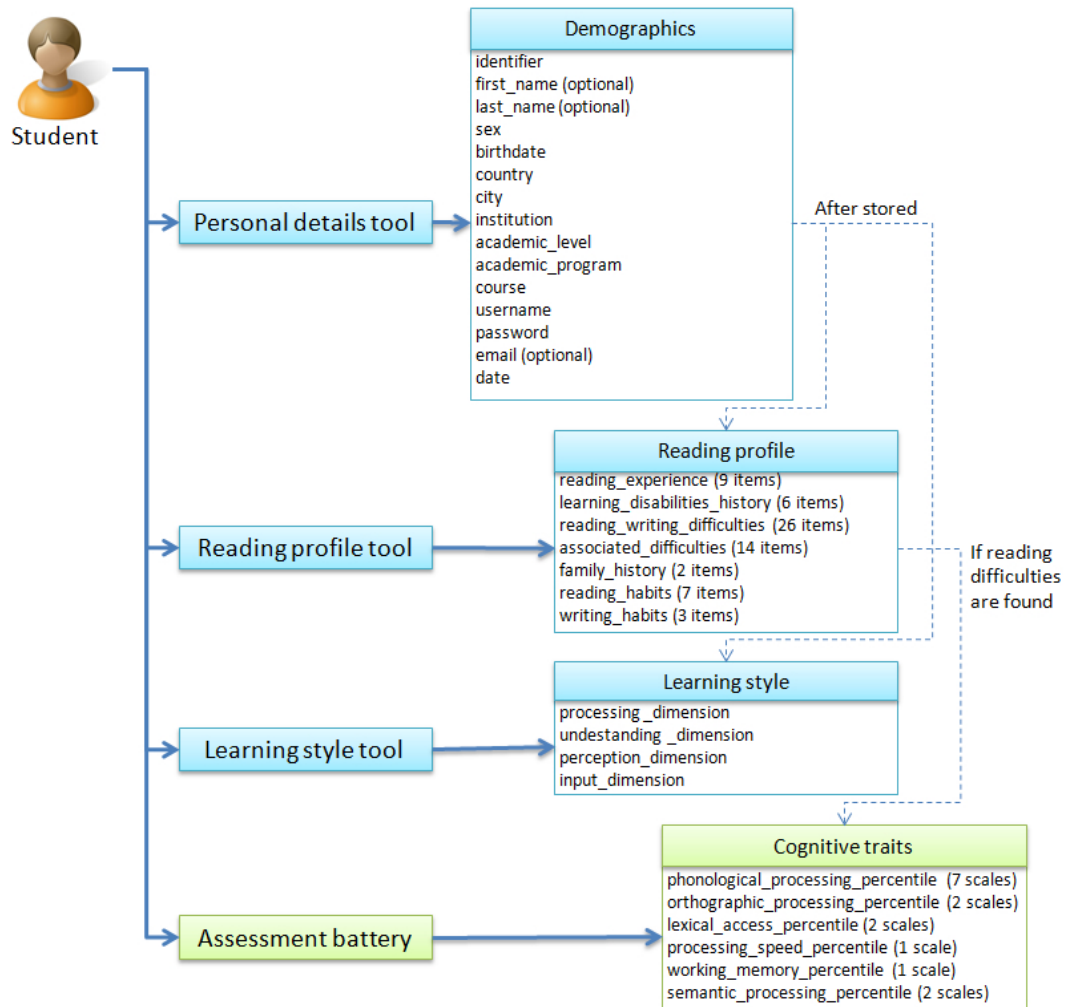 Student
Demographics
identifier
first_name (optional)
last_name (optional)
sex
birthdate
country
city
institution
academic_level
academic_program
course
username
password
email (optional)
date
Personal details tool
After stored
Reading profile
reading_experience (9 items)
learning_disabilities_history (6 items)
reading_writing_difficulties (26 items)
associated_difficulties (14 items)
family_history (2 items)
reading_habits (7 items)
writing_habits (3 items)
Reading profile tool
If reading
difficulties
are found
Learning style
processing _dimension
undestanding _dimension
perception_dimension
input_dimension
Learning style tool
Cognitive traits
phonological_processing_percentile (7 scales)
orthographic_processing_percentile (2 scales)
lexical_access_percentile (2 scales)
processing_speed_percentile (1 scale)
working_memory_percentile (1 scale)
semantic_processing_percentile (2 scales)
Assessment battery